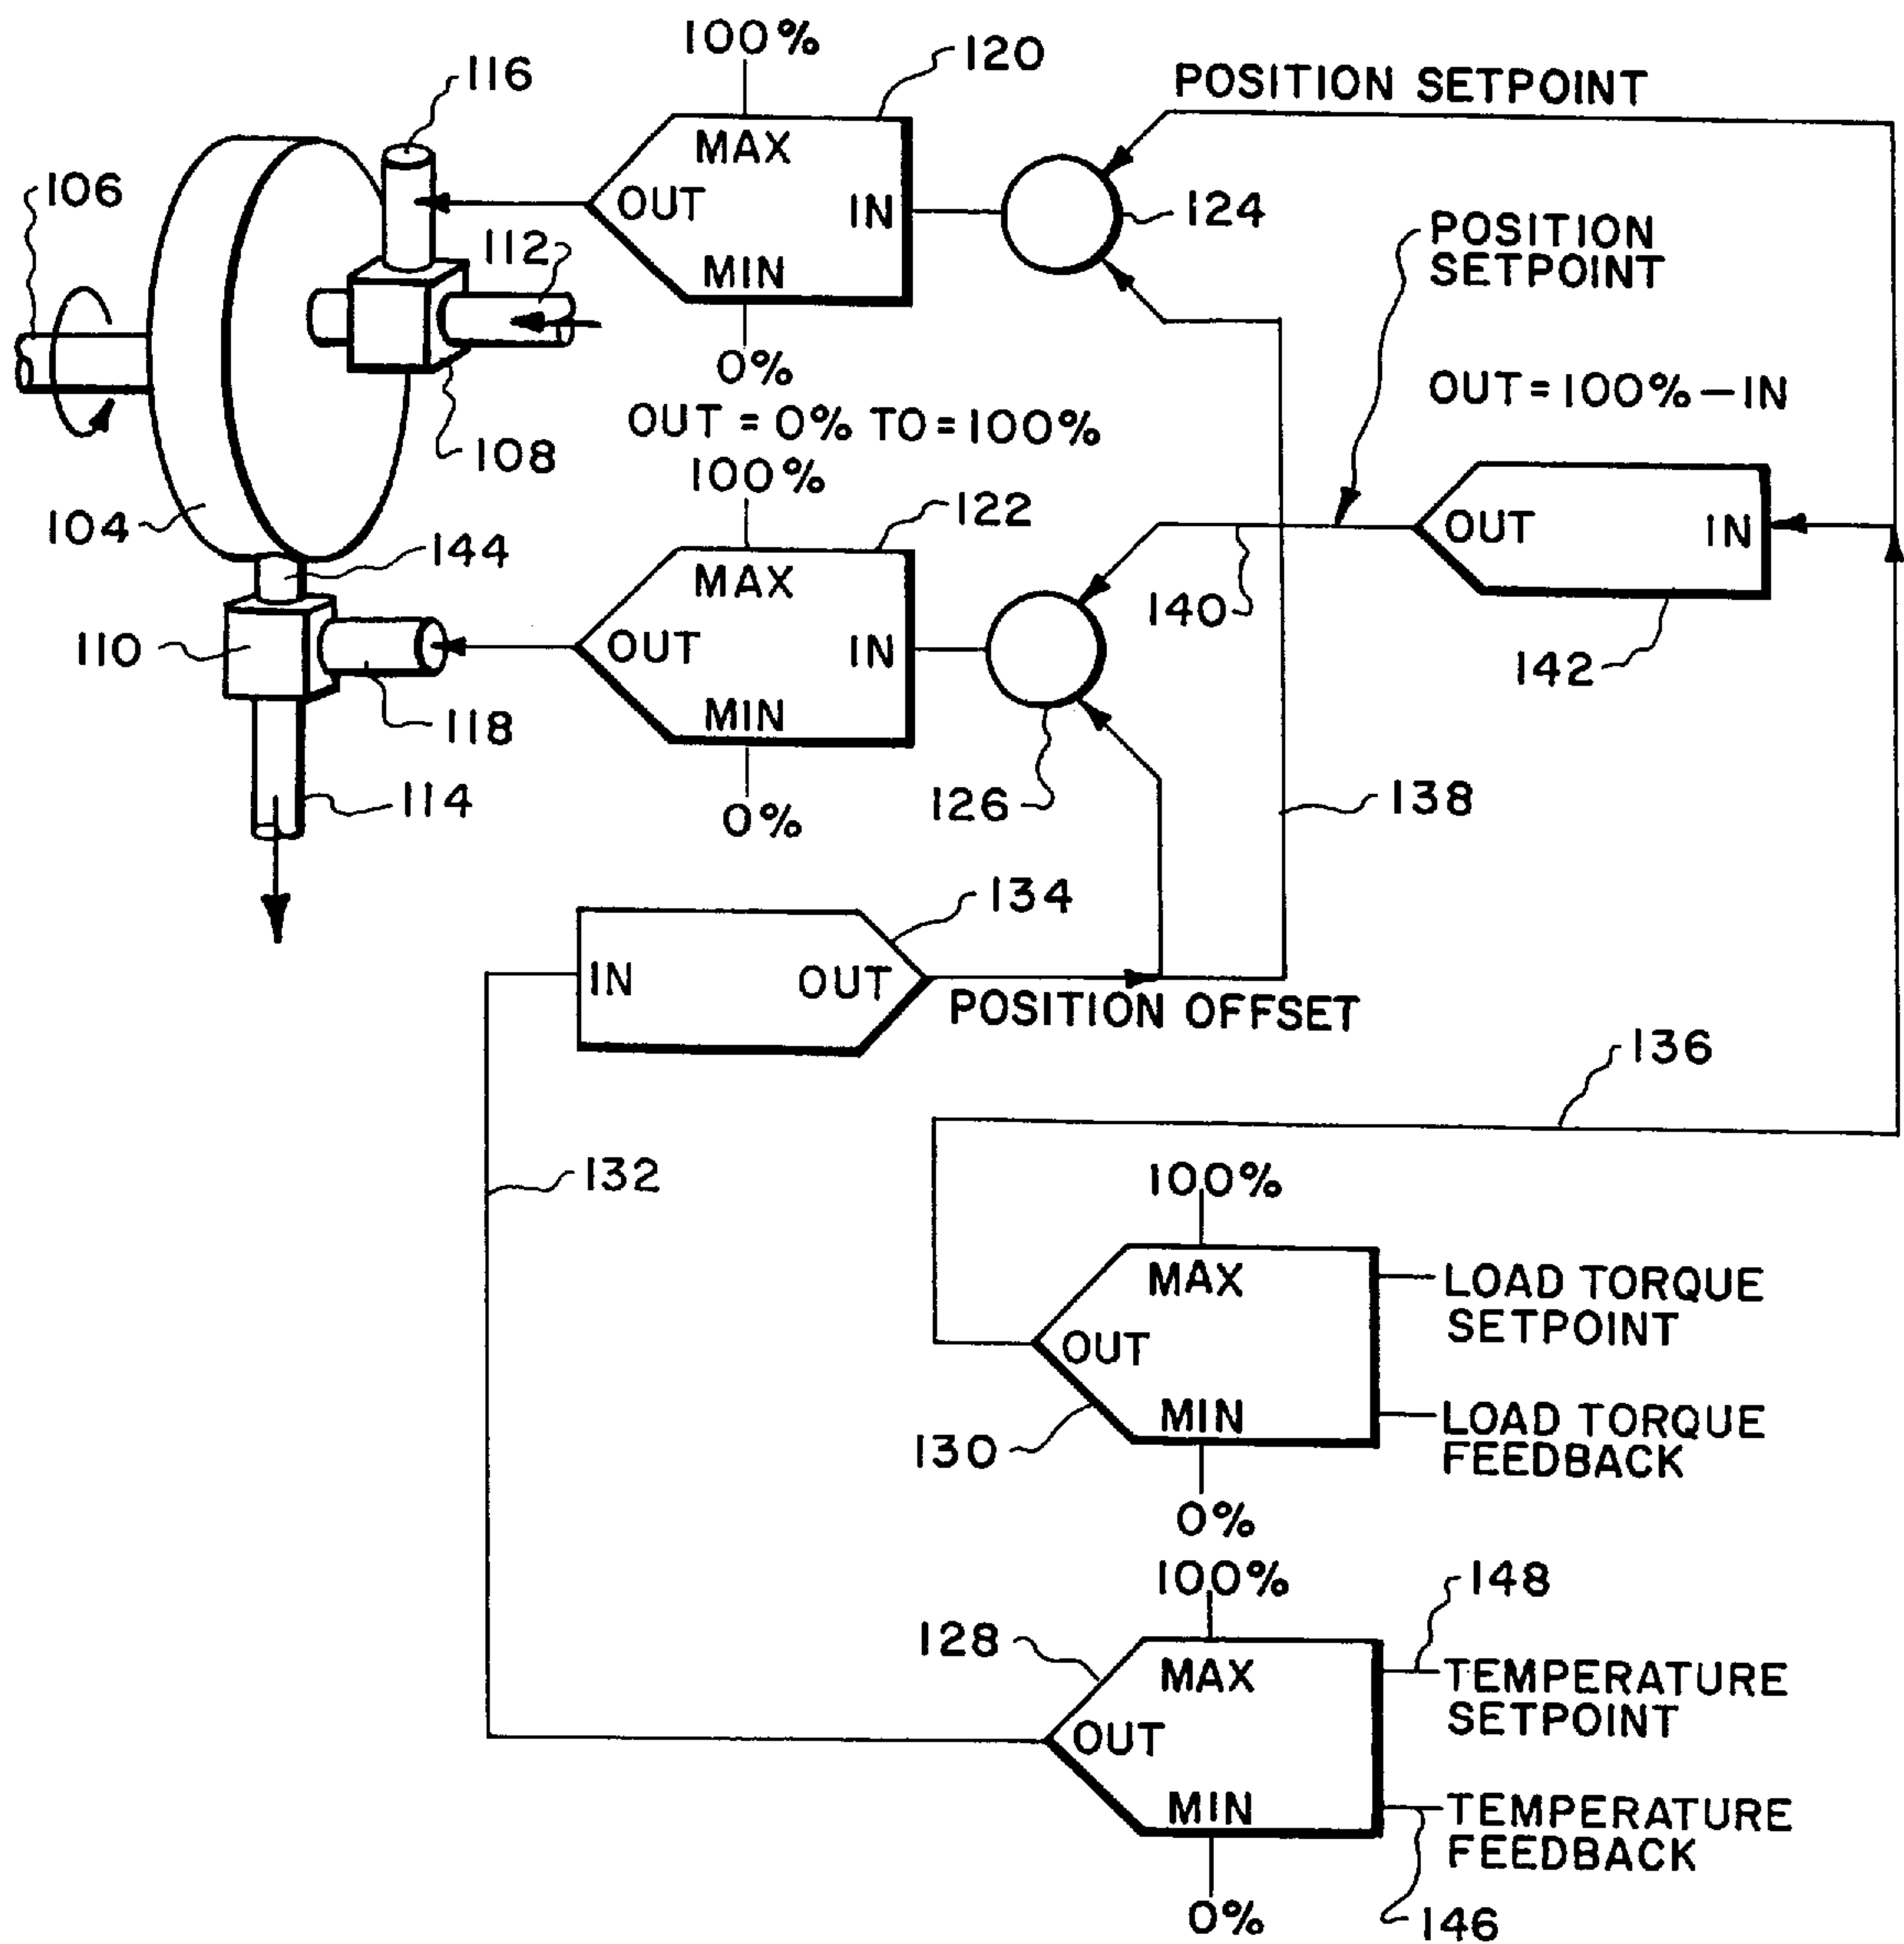 100%
120
116
POSITION SETPOINT
MAX
106
OUT
IN
124
112
POSITION
SETPOINT
MIN
0%
OUT = 100% – IN
OUT = 0% TO = 100%
108
100%
122
104
144
MAX
OUT
IN
140
110
OUT
IN
142
MIN
118
114
126
138
0%
134
IN
OUT
POSITION OFFSET
136
132
100%
MAX
LOAD TORQUE
SETPOINT
OUT
MIN
LOAD TORQUE
FEEDBACK
130
0%
100%
148
128
MAX
TEMPERATURE
SETPOINT
OUT
MIN
TEMPERATURE
FEEDBACK
0%
146